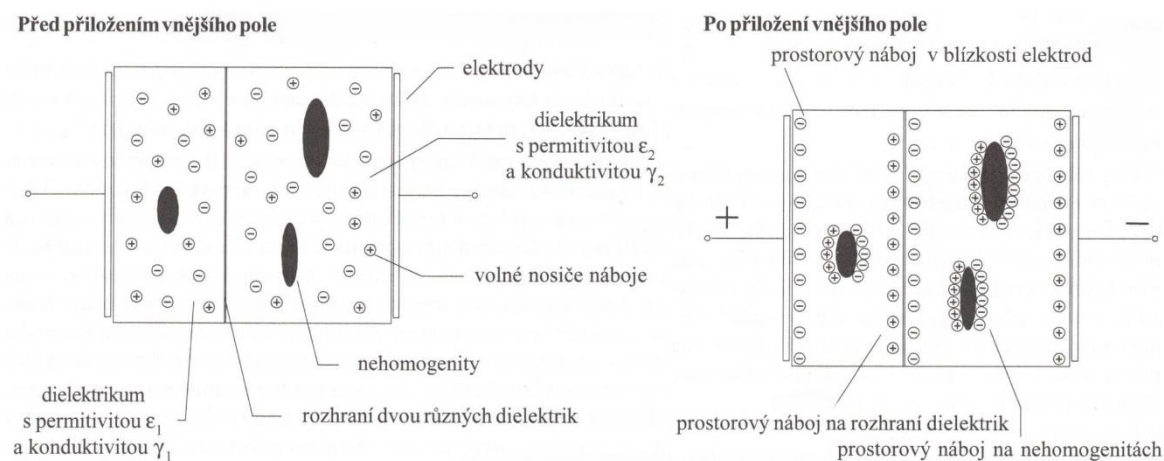 Před přiložením vnějšího pole
elektrody
dielektrikum
s permitivitou ε₂
a konduktivitou γ₂
volné nosiče náboje
nehomogenity
rozhraní dvou různých dielektrik
dielektrikum
s permitivitou ε₁
a konduktivitou γ₁
Po přiložení vnějšího pole
prostorový náboj v blízkosti elektrod
+
−
prostorový náboj na rozhraní dielektrik
prostorový náboj na nehomogenitách